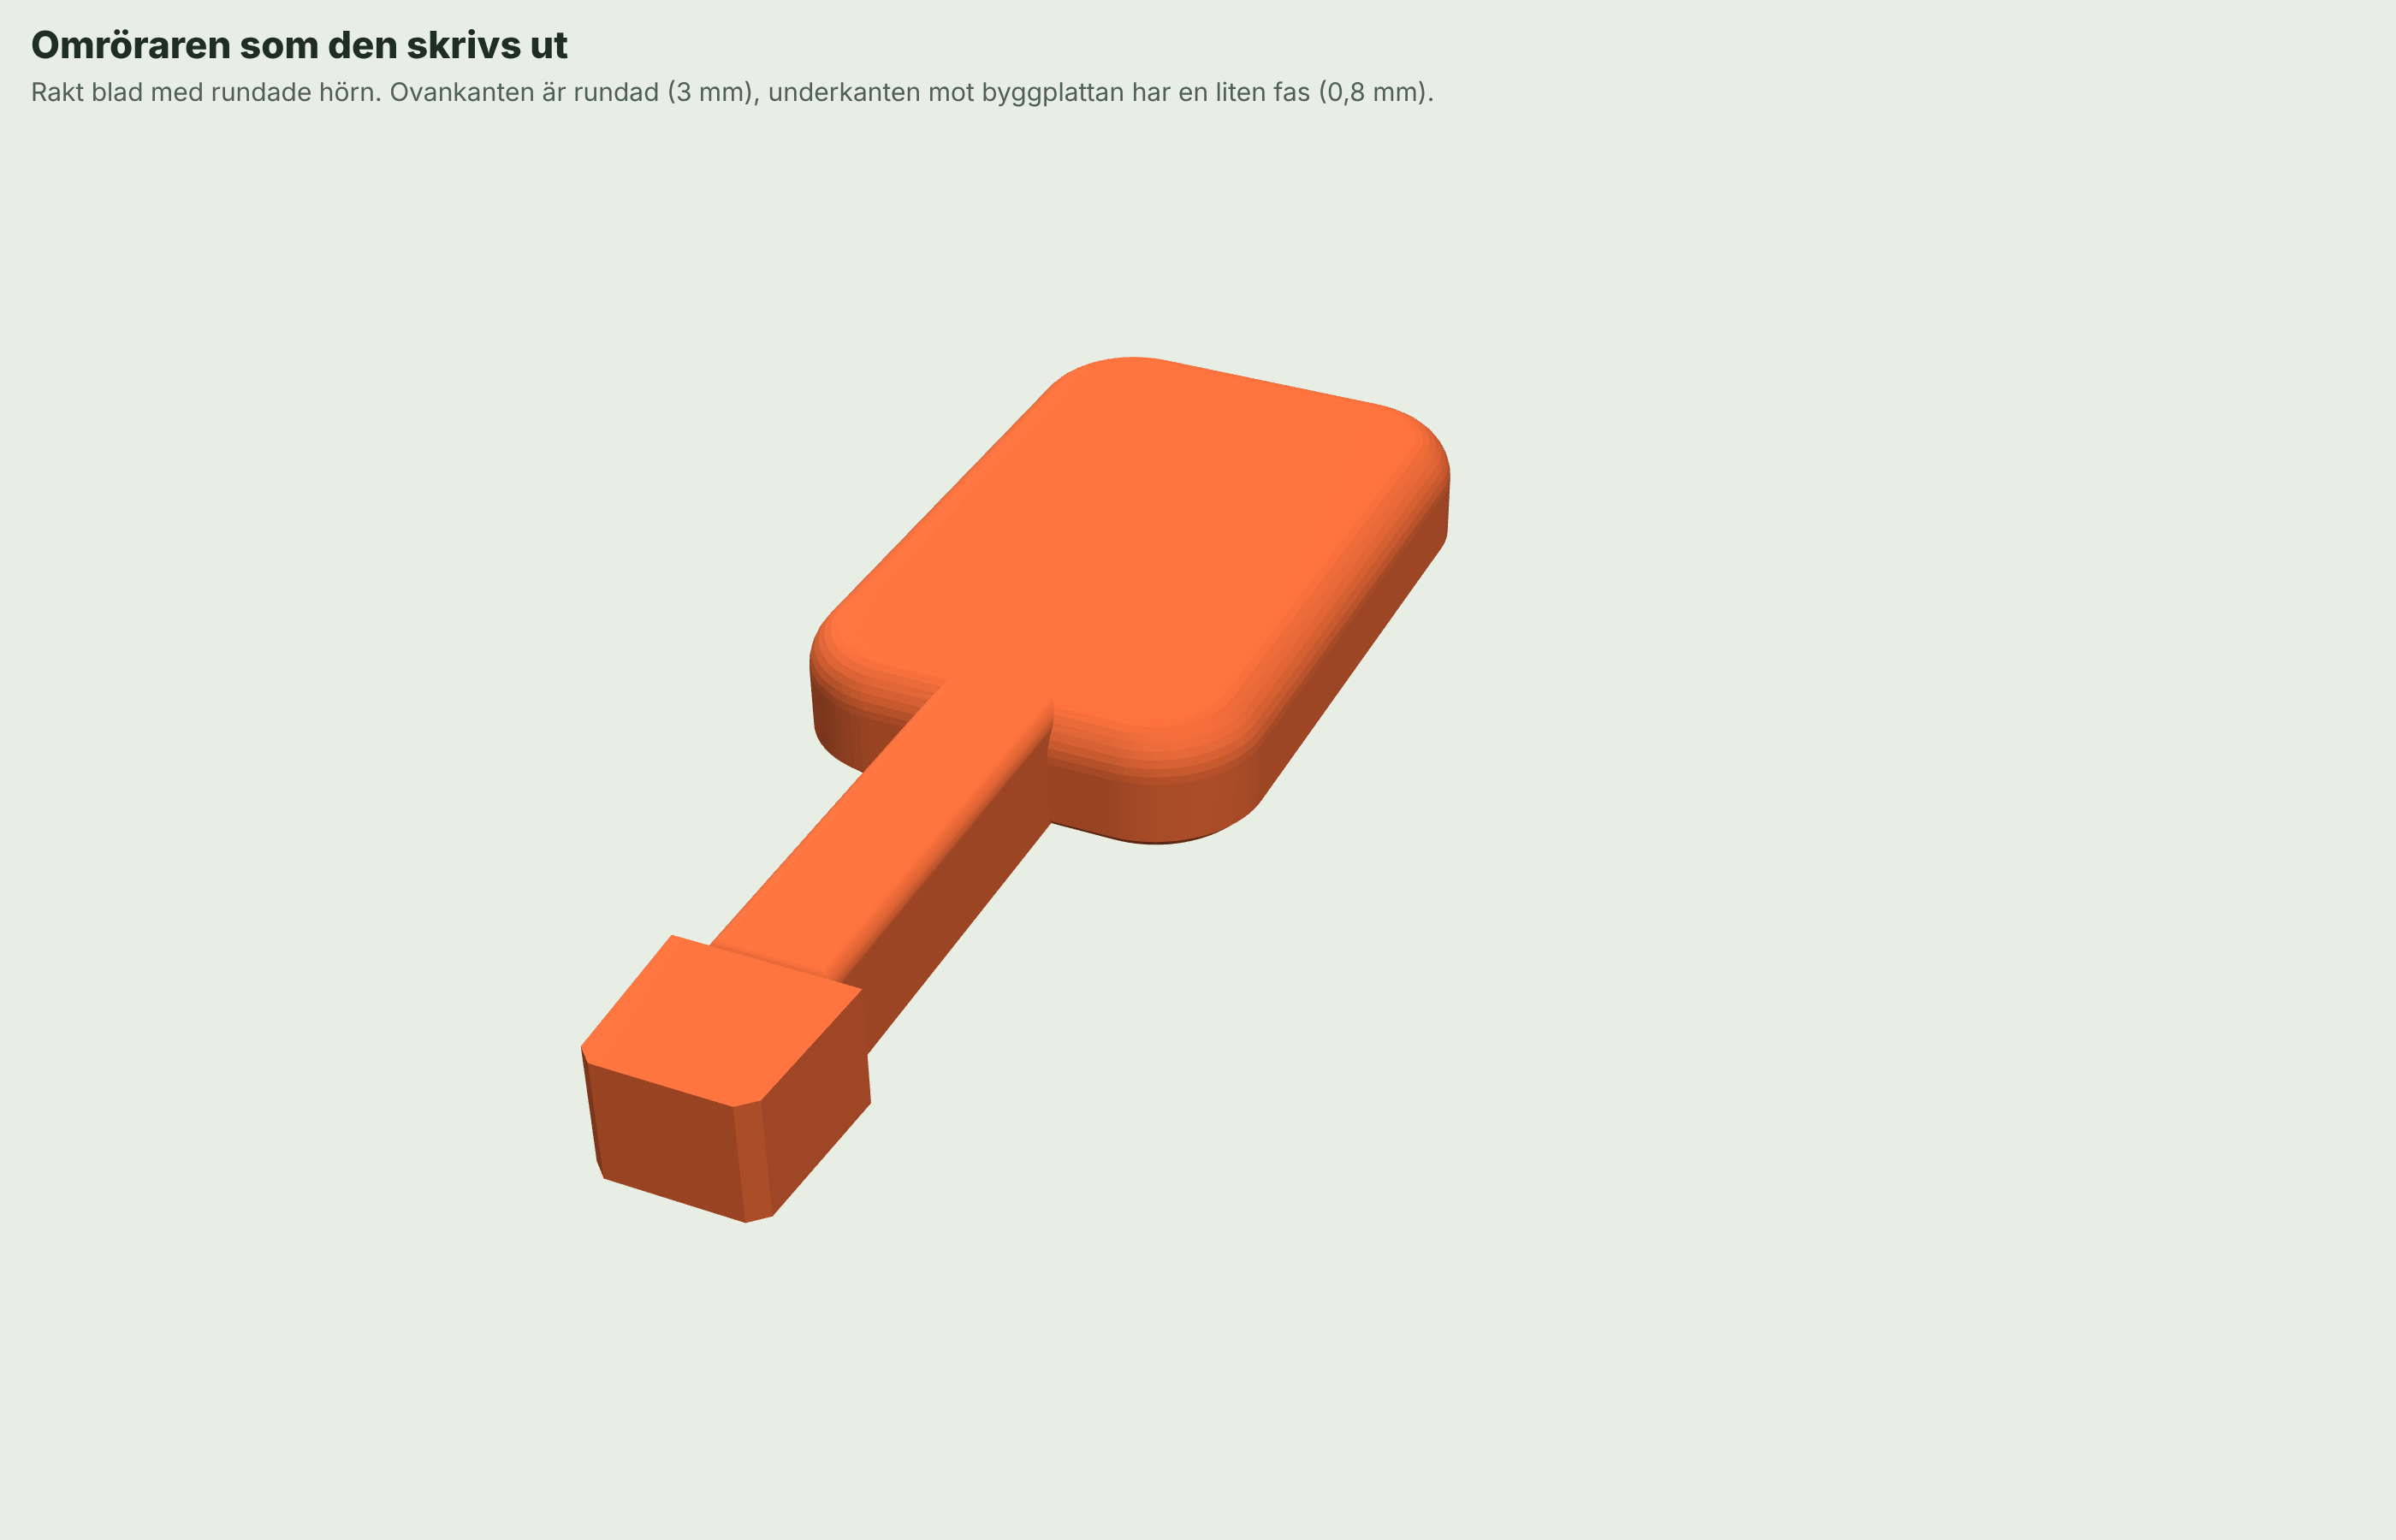 Omröraren som den skrivs ut
Rakt blad med rundade hörn. Ovankanten är rundad (3 mm), underkanten mot byggplattan har en liten fas (0,8 mm).